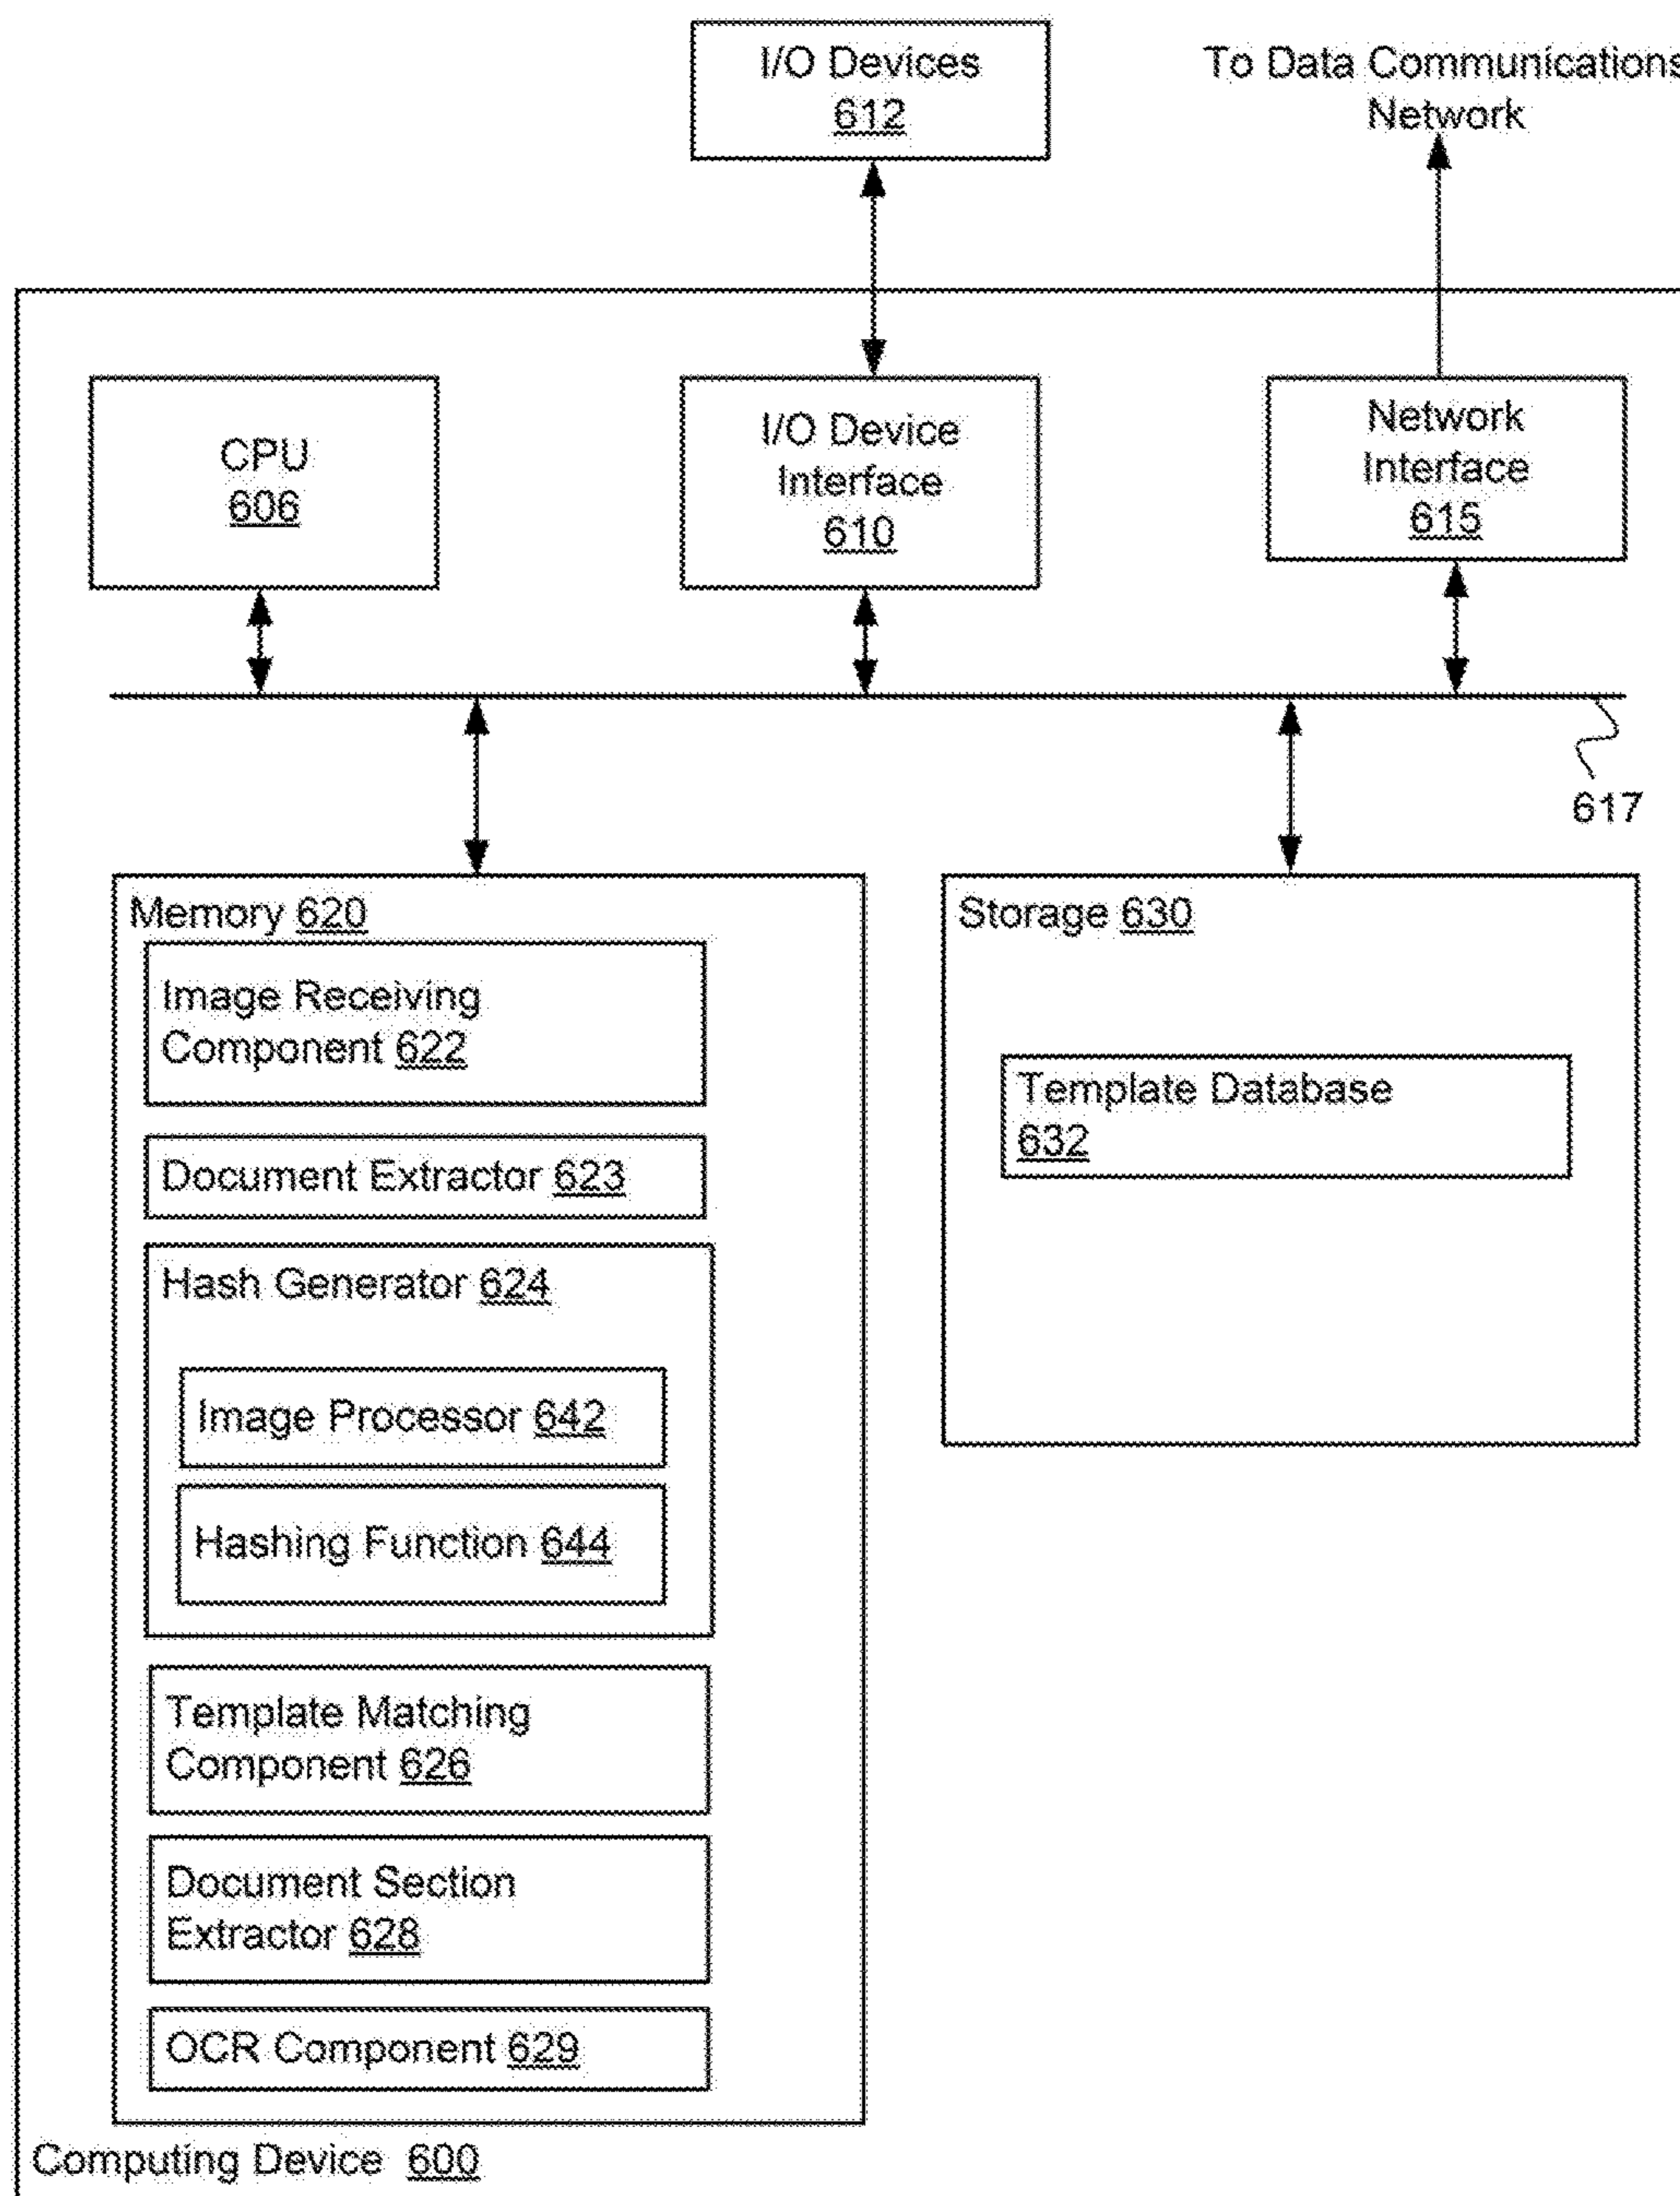 I/O Devices
612
To Data Communications
Network
CPU
606
I/O Device
Interface
610
Network
Interface
615
617
Memory 620
Image Receiving
Component 622
Document Extractor 623
Hash Generator 624
Image Processor 642
Hashing Function 644
Template Matching
Component 626
Document Section
Extractor 628
OCR Component 629
Storage 630
Template Database
632
Computing Device 600